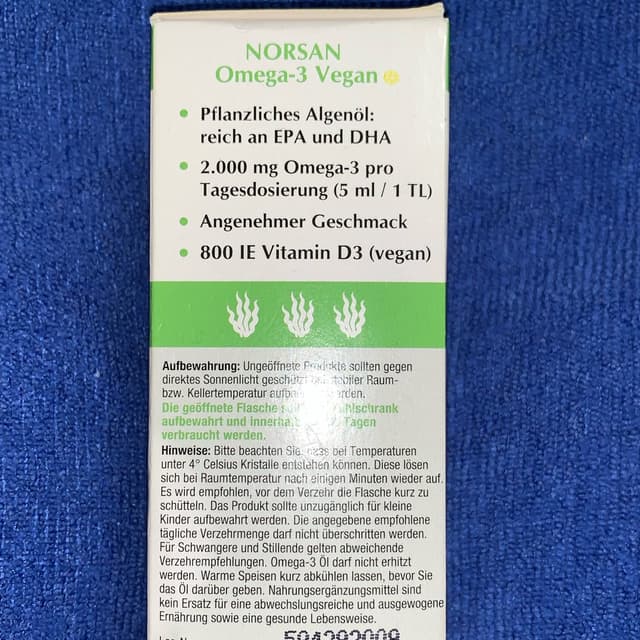 NORSAN
Omega-3 Vegan
• Pflanzliches Algenöl:
reich an EPA und DHA
• 2.000 mg Omega-3 pro
Tagesdosierung (5 ml / 1 TL)
• Angenehmer Geschmack
• 800 IE Vitamin D3 (vegan)
Aufbewahrung: Ungeöffnete Produkte sollten gegen
direktes Sonnenlicht geschützt bei stabiler Raum-
bzw. Kellertemperatur werden.
Die geöffnete Flasche
aufbewahrt und Tagen
verbraucht werden.
Hinweise: Bitte beachten Sie, dass bei Temperaturen
unter 4° Celsius Kristalle entstehen können. Diese lösen
sich bei Raumtemperatur nach einigen Minuten wieder auf.
Es wird empfohlen, vor dem Verzehr die Flasche kurz zu
schütteln. Das Produkt sollte unzugänglich für kleine
Kinder aufbewahrt werden. Die angegebene empfohlene
tägliche Verzehrmenge darf nicht überschritten werden.
Für Schwangere und Stillende gelten abweichende
Verzehrempfehlungen. Omega-3 Öl darf nicht erhitzt
werden. Warme Speisen kurz abkühlen lassen, bevor Sie
das Öl darüber geben. Nahrungsergänzungsmittel sind
kein Ersatz für eine abwechslungsreiche und ausgewogene
Ernährung sowie eine gesunde Lebensweise.